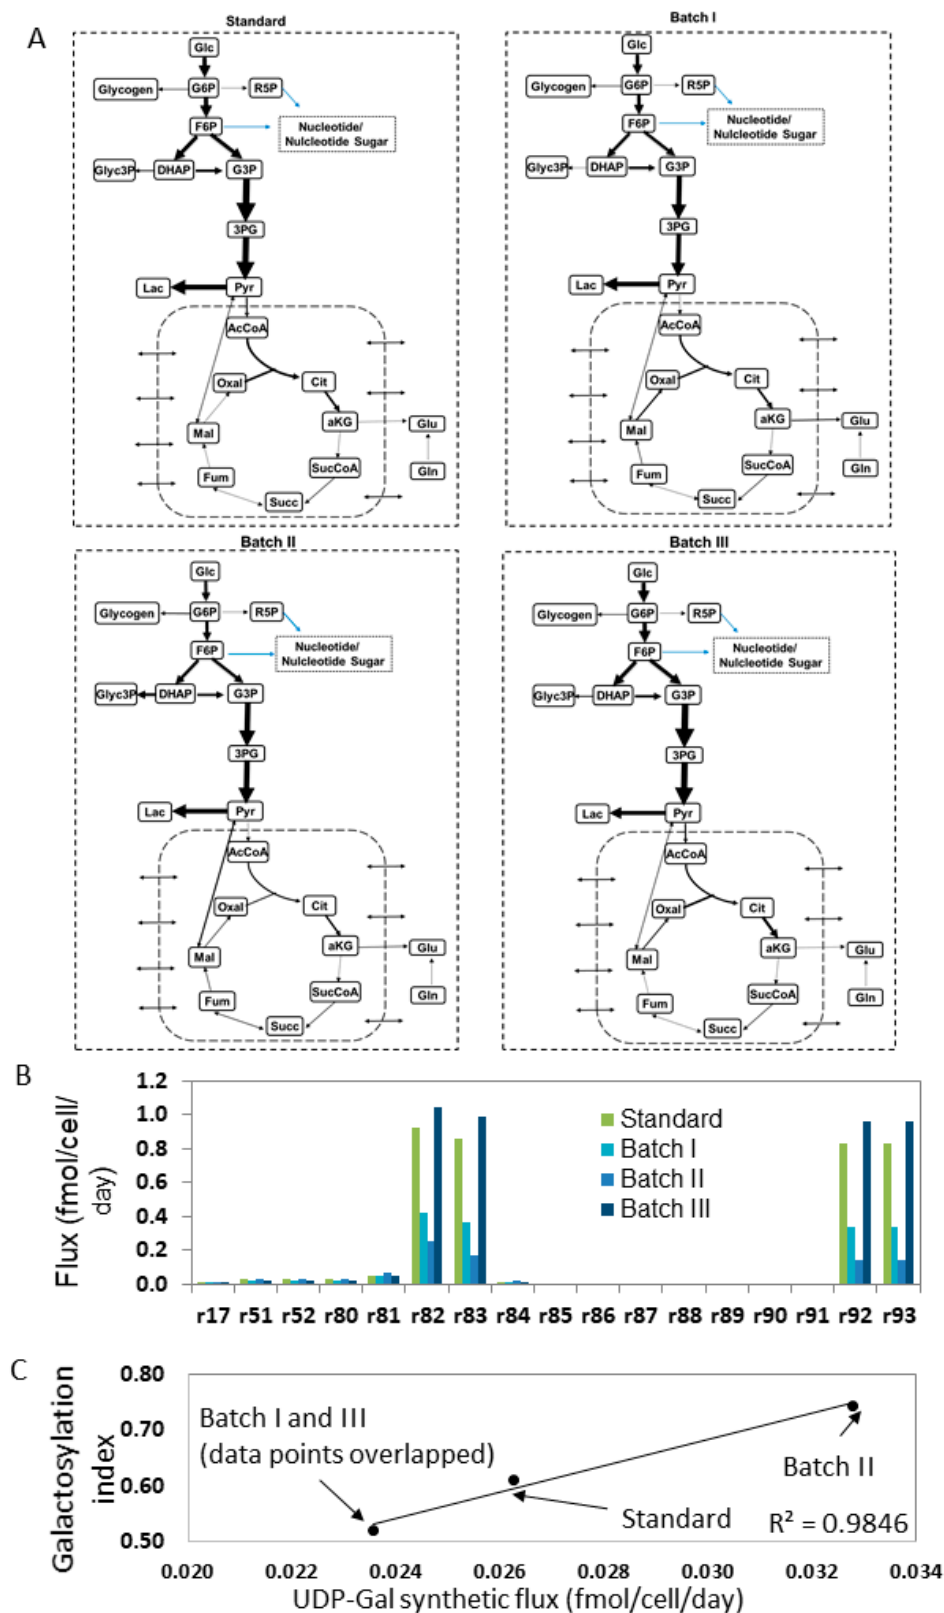 A
Standard
Glc
Glycogen
G6P
R5P
F6P
Nucleotide/
Nulcleotide Sugar
Glyc3P
DHAP
G3P
3PG
Lac
Pyr
AcCoA
Oxal
Cit
Mal
aKG
Glu
Fum
SucCoA
Gln
Succ
Batch I
Glc
Glycogen
G6P
R5P
F6P
Nucleotide/
Nulcleotide Sugar
Glyc3P
DHAP
G3P
3PG
Lac
Pyr
AcCoA
Oxal
Cit
Mal
aKG
Glu
Fum
SucCoA
Gln
Succ
Batch II
Glc
Glycogen
G6P
R5P
F6P
Nucleotide/
Nulcleotide Sugar
Glyc3P
DHAP
G3P
3PG
Lac
Pyr
AcCoA
Oxal
Cit
Mal
aKG
Glu
Fum
SucCoA
Gln
Succ
Batch III
Glc
Glycogen
G6P
R5P
F6P
Nucleotide/
Nulcleotide Sugar
Glyc3P
DHAP
G3P
3PG
Lac
Pyr
AcCoA
Oxal
Cit
Mal
aKG
Glu
Fum
SucCoA
Gln
Succ
B
Flux (fmol/cell/
day)
1.2
1.0
0.8
0.6
0.4
0.2
0.0
Standard
Batch I
Batch II
Batch III
r17 r51 r52 r80 r81 r82 r83 r84 r85 r86 r87 r88 r89 r90 r91 r92 r93
C
Galactosylation
index
0.80
0.70
0.60
0.50
Batch I and III
(data points overlapped)
Standard
Batch II
R² = 0.9846
0.020 0.022 0.024 0.026 0.028 0.030 0.032 0.034
UDP-Gal synthetic flux (fmol/cell/day)